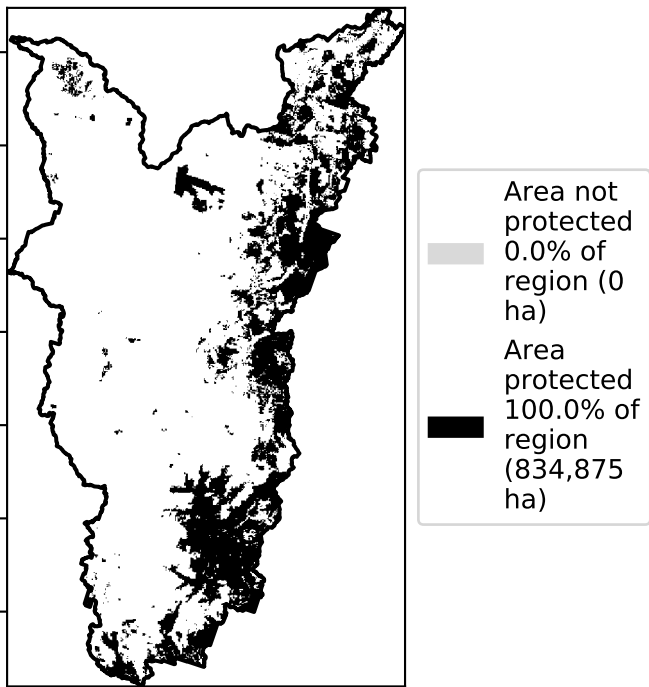 Area not
protected
0.0% of
region (0
ha)
Area
protected
100.0% of
region
(834,875
ha)